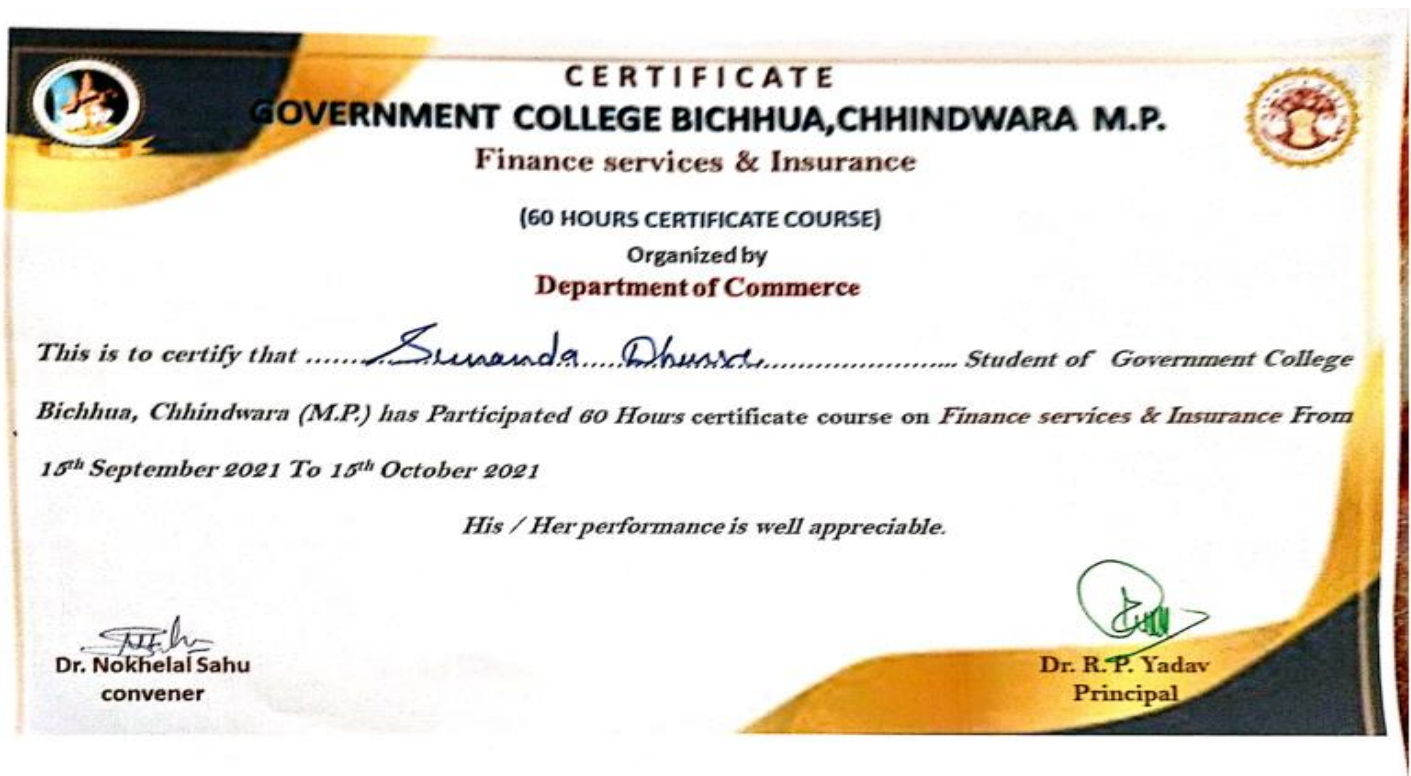 CERTIFICATE
GOVERNMENT COLLEGE BICHHUA,CHHINDWARA M.P.
Finance services & Insurance
(60 HOURS CERTIFICATE COURSE)
Organized by
Department of Commerce
This is to certify that ........Sunanda....Dhurve........................ Student of Government College
Bichhua, Chhindwara (M.P.) has Participated 60 Hours certificate course on Finance services & Insurance From
15th September 2021 To 15th October 2021
His / Her performance is well appreciable.
Dr. Nokhelal Sahu
convener
Dr. R. P. Yadav
Principal